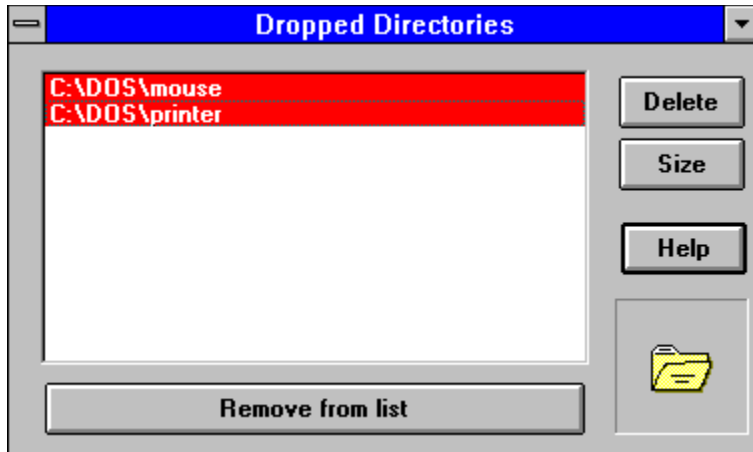 Dropped Directories
C:\DOS\mouse
C:\DOS\printer
Delete
Size
Help
Remove from list